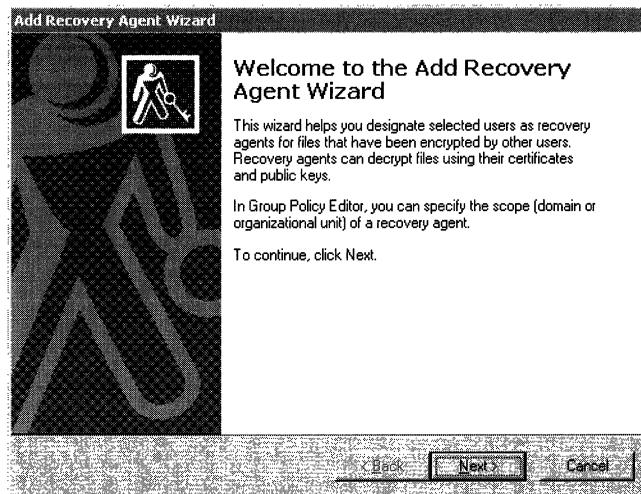 Add Recovery Agent Wizard
Welcome to the Add Recovery
Agent Wizard
This wizard helps you designate selected users as recovery
agents for files that have been encrypted by other users.
Recovery agents can decrypt files using their certificates
and public keys.
In Group Policy Editor, you can specify the scope (domain or
organizational unit) of a recovery agent.
To continue, click Next.
< Back Next > Cancel